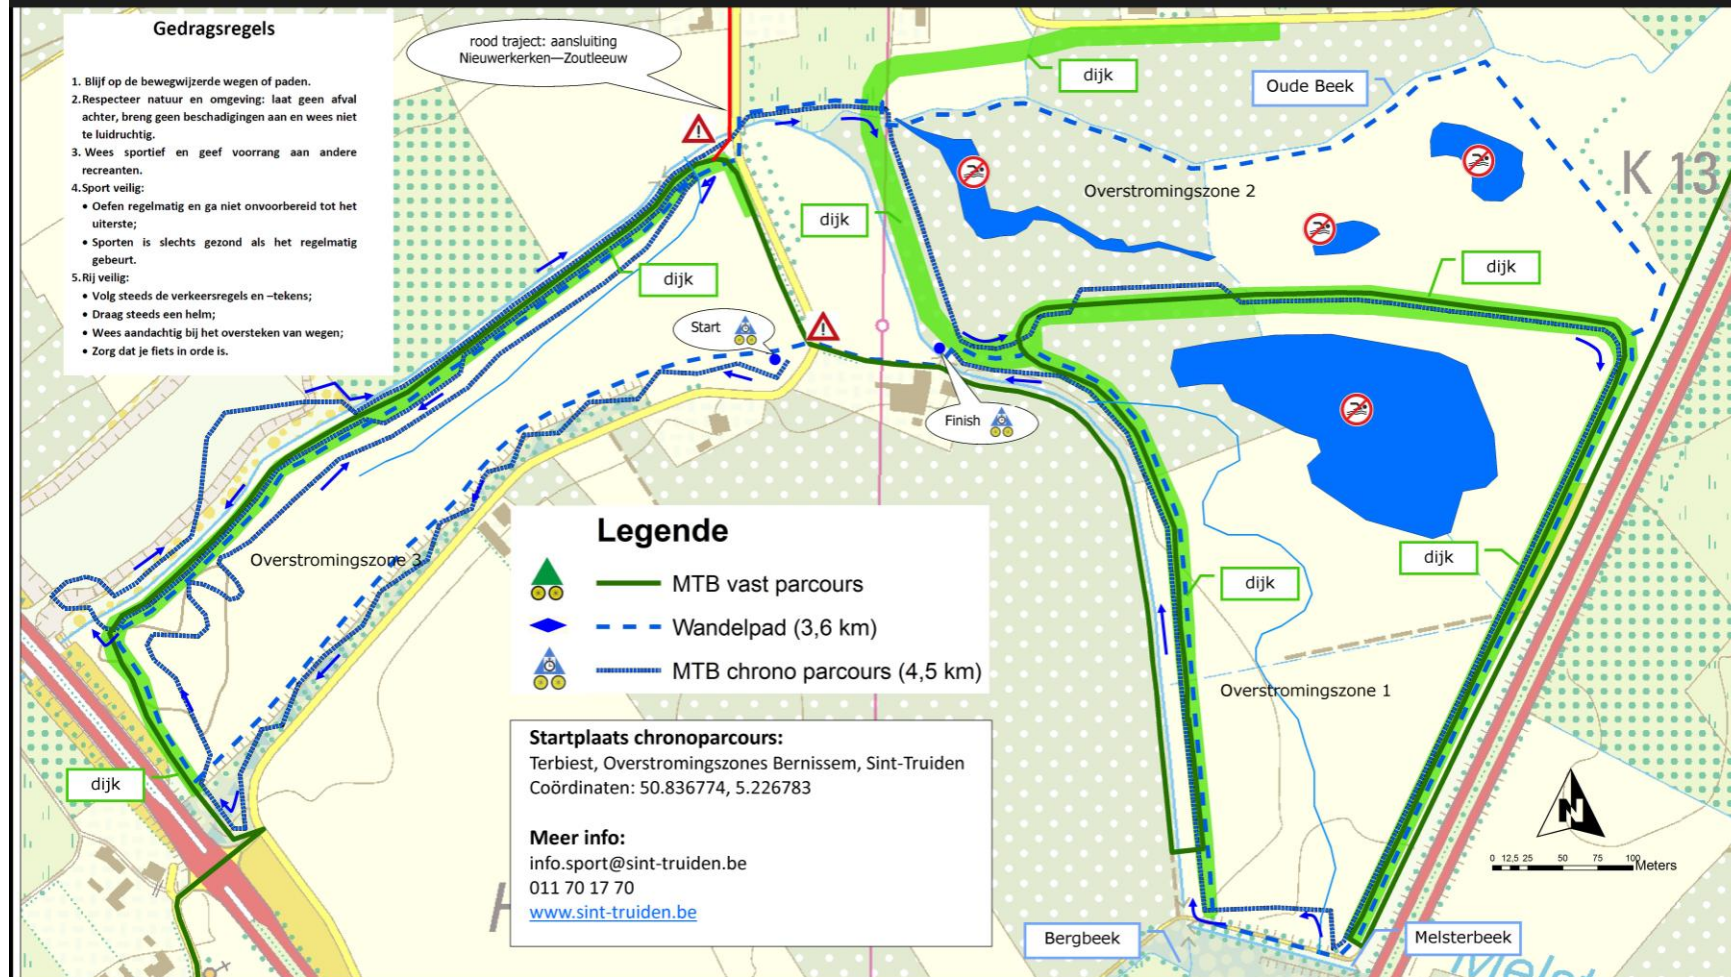 Gedragsregels
1. Blijf op de bewegwijzerde wegen of paden.
2. Respecteer natuur en omgeving: laat geen afval
achter, breng geen beschadigingen aan en wees niet
te luidruchtig.
3. Wees sportief en geef voorrang aan andere
recreanten.
4. Sport veilig:
• Oefen regelmatig en ga niet onvoorbereid tot het
uiterste;
• Sporten is slechts gezond als het regelmatig
gebeurt.
5. Rij veilig:
• Volg steeds de verkeersregels en –tekens;
• Draag steeds een helm;
• Wees aandachtig bij het oversteken van wegen;
• Zorg dat je fiets in orde is.
rood traject: aansluiting
Nieuwerkerken—Zoutleeuw
dijk
Oude Beek
K 13
Overstromingszone 2
dijk
dijk
dijk
Start
Finish
Overstromingszone 3
dijk
dijk
Overstromingszone 1
dijk
Legende
MTB vast parcours
Wandelpad (3,6 km)
MTB chrono parcours (4,5 km)
Startplaats chronoparcours:
Terbiest, Overstromingszones Bernissem, Sint-Truiden
Coördinaten: 50.836774, 5.226783
Meer info:
info.sport@sint-truiden.be
011 70 17 70
www.sint-truiden.be
N
0 12,5 25 50 75 100
Meters
Bergbeek
Melsterbeek